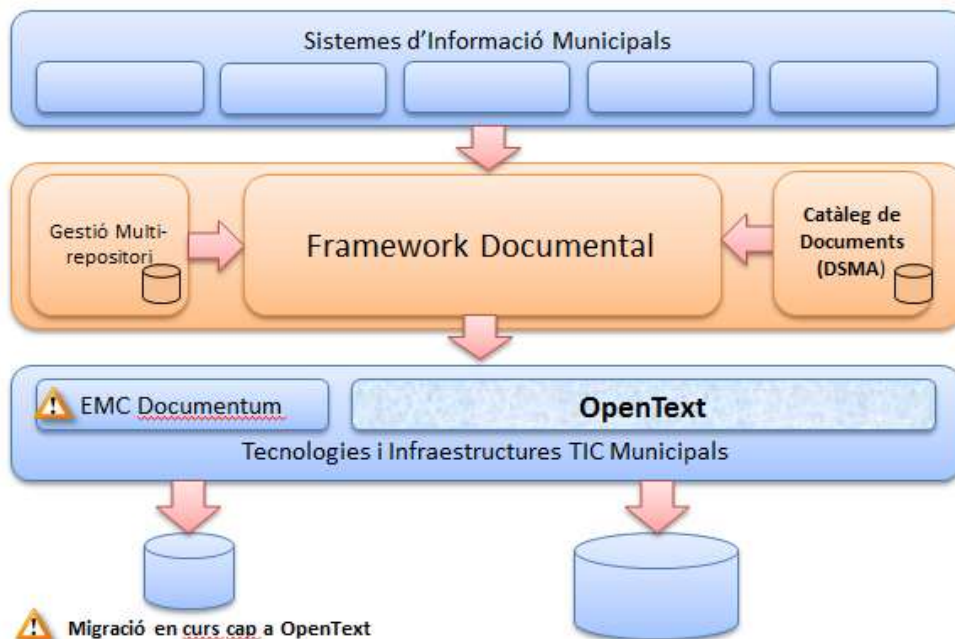 Sistemes d'Informació Municipals
Gestió Multi-
repositori
Framework Documental
Catàleg de
Documents
(DSMA)
EMC Documentum
OpenText
Tecnologies i Infraestructures TIC Municipals
Migració en curs cap a OpenText